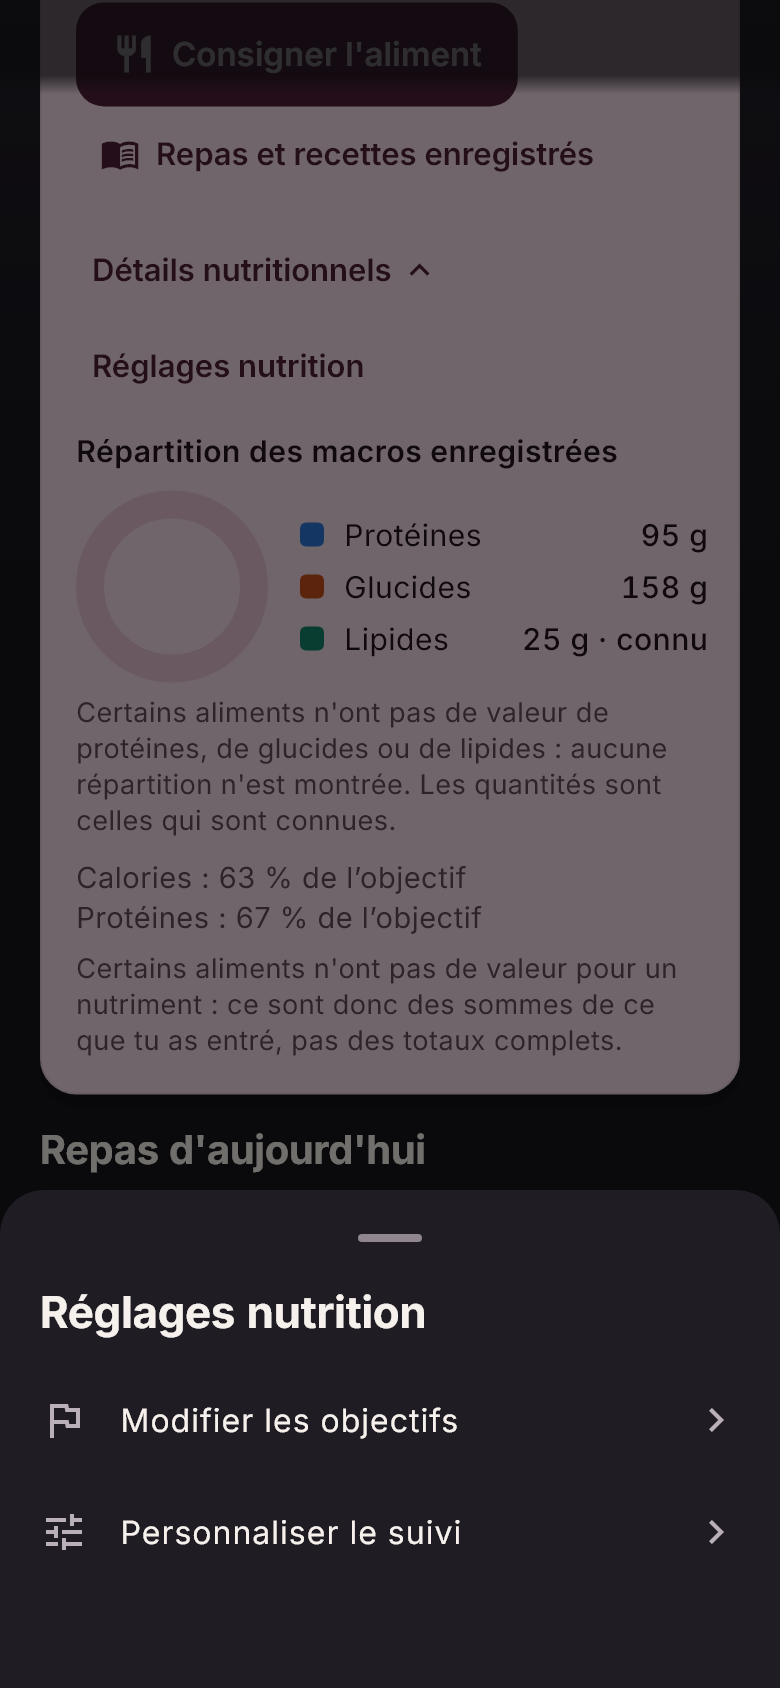 Consigner l'aliment
Repas et recettes enregistrés
Détails nutritionnels
Réglages nutrition
Répartition des macros enregistrées
Protéines 95 g
Glucides 158 g
Lipides 25 g · connu
Certains aliments n'ont pas de valeur de
protéines, de glucides ou de lipides : aucune
répartition n'est montrée. Les quantités sont
celles qui sont connues.
Calories : 63 % de l’objectif
Protéines : 67 % de l’objectif
Certains aliments n'ont pas de valeur pour un
nutriment : ce sont donc des sommes de ce
que tu as entré, pas des totaux complets.
Repas d'aujourd'hui
Réglages nutrition
Modifier les objectifs
Personnaliser le suivi